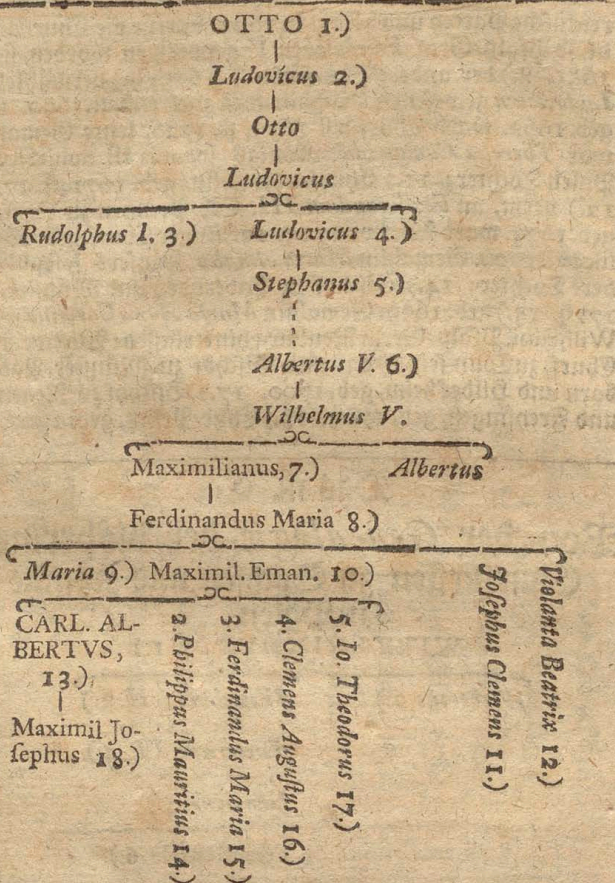 OTTO 1.)
Ludovicus 2.)
Otto
Ludovicus
Rudolphus I. 3.) Ludovicus 4.)
Stephanus 5.)
Albertus V. 6.)
Wilhelmus V.
Maximilianus, 7.) Albertus
Ferdinandus Maria 8.)
Maria 9.) Maximil. Eman. 10.)
Joſephus Clemens 11.)
Violanta Beatrix 12.)
CARL. AL-
BERTVS,
13.)
Maximil Jo-
ſephus 18.)
2. Philippus Mauritius 14.)
3. Ferdinandus Maria 15.)
4. Clemens Auguſtus 16.)
5. Io. Theodorus 17.)